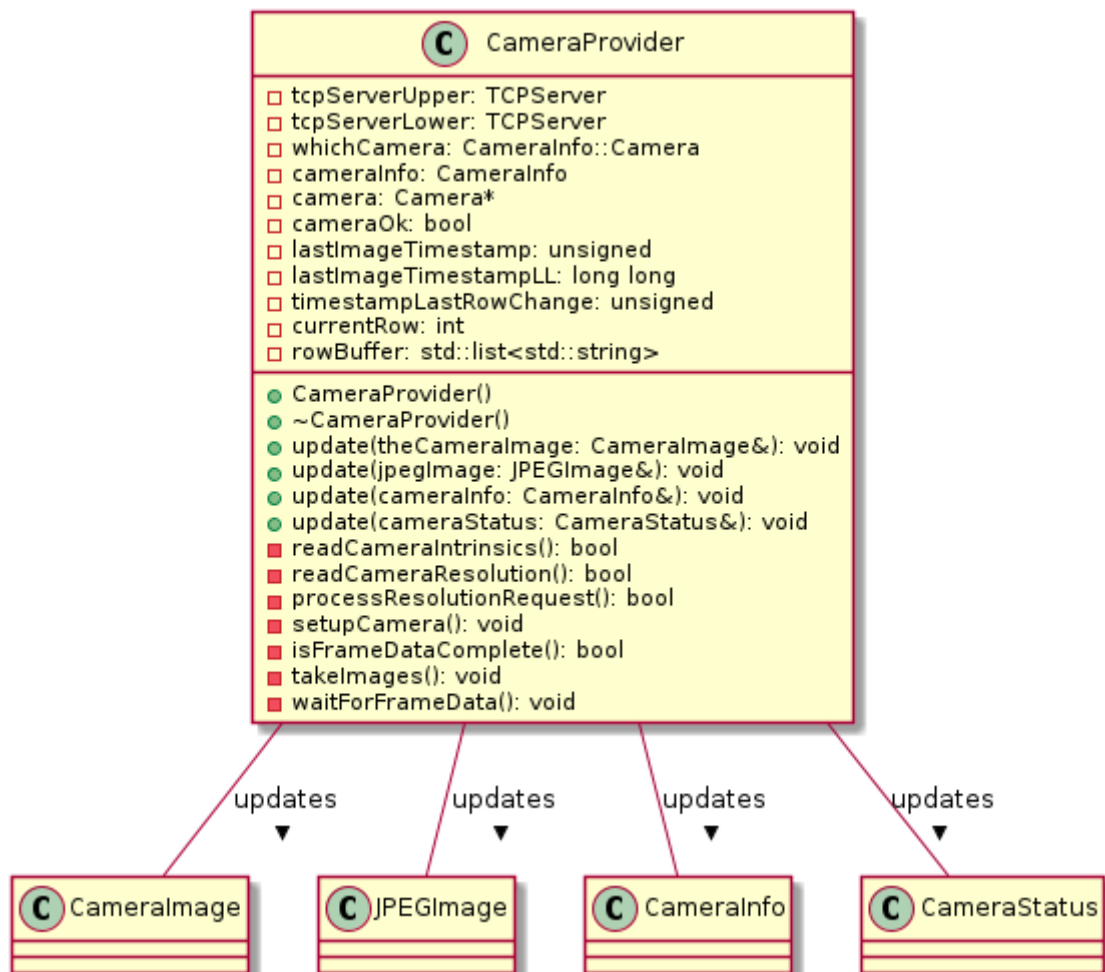 C CameraProvider
tcpServerUpper: TCPServer
tcpServerLower: TCPServer
whichCamera: CameraInfo::Camera
cameraInfo: CameraInfo
camera: Camera*
cameraOk: bool
lastImageTimestamp: unsigned
lastImageTimestampLL: long long
timestampLastRowChange: unsigned
currentRow: int
rowBuffer: std::list<std::string>
CameraProvider()
~CameraProvider()
update(theCameraImage: CameraImage&): void
update(jpegImage: JPEGImage&): void
update(cameraInfo: CameraInfo&): void
update(cameraStatus: CameraStatus&): void
readCameraIntrinsics(): bool
readCameraResolution(): bool
processResolutionRequest(): bool
setupCamera(): void
isFrameDataComplete(): bool
takeImages(): void
waitForFrameData(): void
updates updates updates updates
C CameraImage C JPEGImage C CameraInfo C CameraStatus